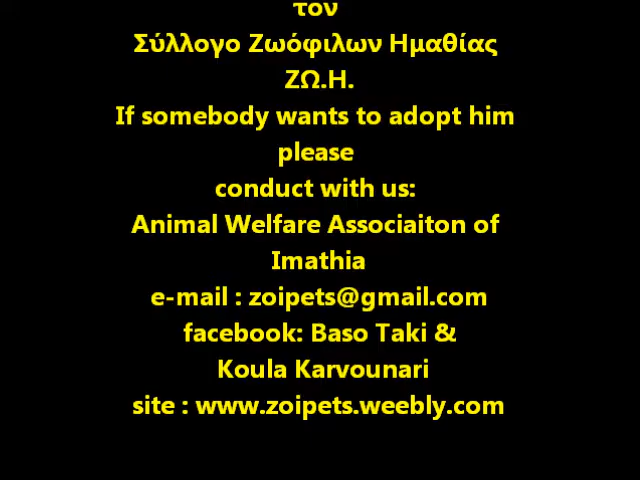 τον
Σύλλογο Ζωόφιλων Ημαθίας
ΖΩ.Η.
If somebody wants to adopt him
please
conduct with us:
Animal Welfare Associaiton of
Imathia
e-mail : zoipets@gmail.com
facebook: Baso Taki &
Koula Karvounari
site : www.zoipets.weebly.com